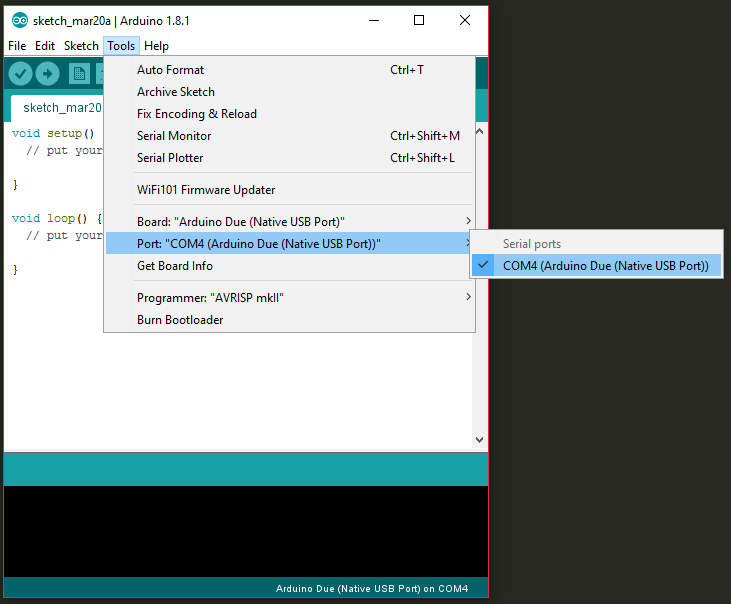 sketch_mar20a | Arduino 1.8.1
File Edit Sketch Tools Help
sketch_mar20
void setup()
// put your
}
void loop() {
// put your
}
Auto Format Ctrl+T
Archive Sketch
Fix Encoding & Reload
Serial Monitor Ctrl+Shift+M
Serial Plotter Ctrl+Shift+L
WiFi101 Firmware Updater
Board: "Arduino Due (Native USB Port)"
Port: "COM4 (Arduino Due (Native USB Port))"
Get Board Info
Programmer: "AVRISP mkII"
Burn Bootloader
Serial ports
COM4 (Arduino Due (Native USB Port))
Arduino Due (Native USB Port) on COM4